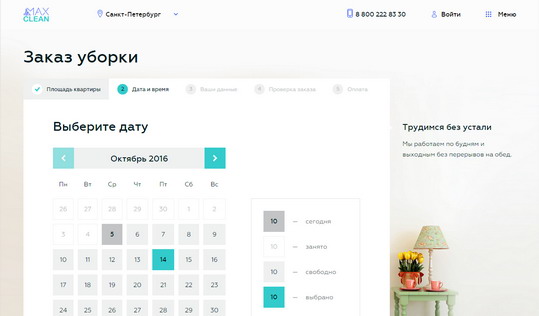 MAX
CLEAN
Санкт-Петербург
8 800 222 83 30
Войти
Меню
Заказ уборки
Площадь квартиры
2 Дата и время
3 Ваши данные
4 Проверка заказа
5 Оплата
Выберите дату
Октябрь 2016
Пн Вт Ср Чт Пт Сб Вс
26 27 28 29 30 1 2
3 4 5 6 7 8 9
10 11 12 13 14 15 16
17 18 19 20 21 22 23
24 25 26 27 28 29 30
10 — сегодня
10 — занято
10 — свободно
10 — выбрано
Трудимся без устали
Мы работаем по будням и
выходным без перерывов на обед.